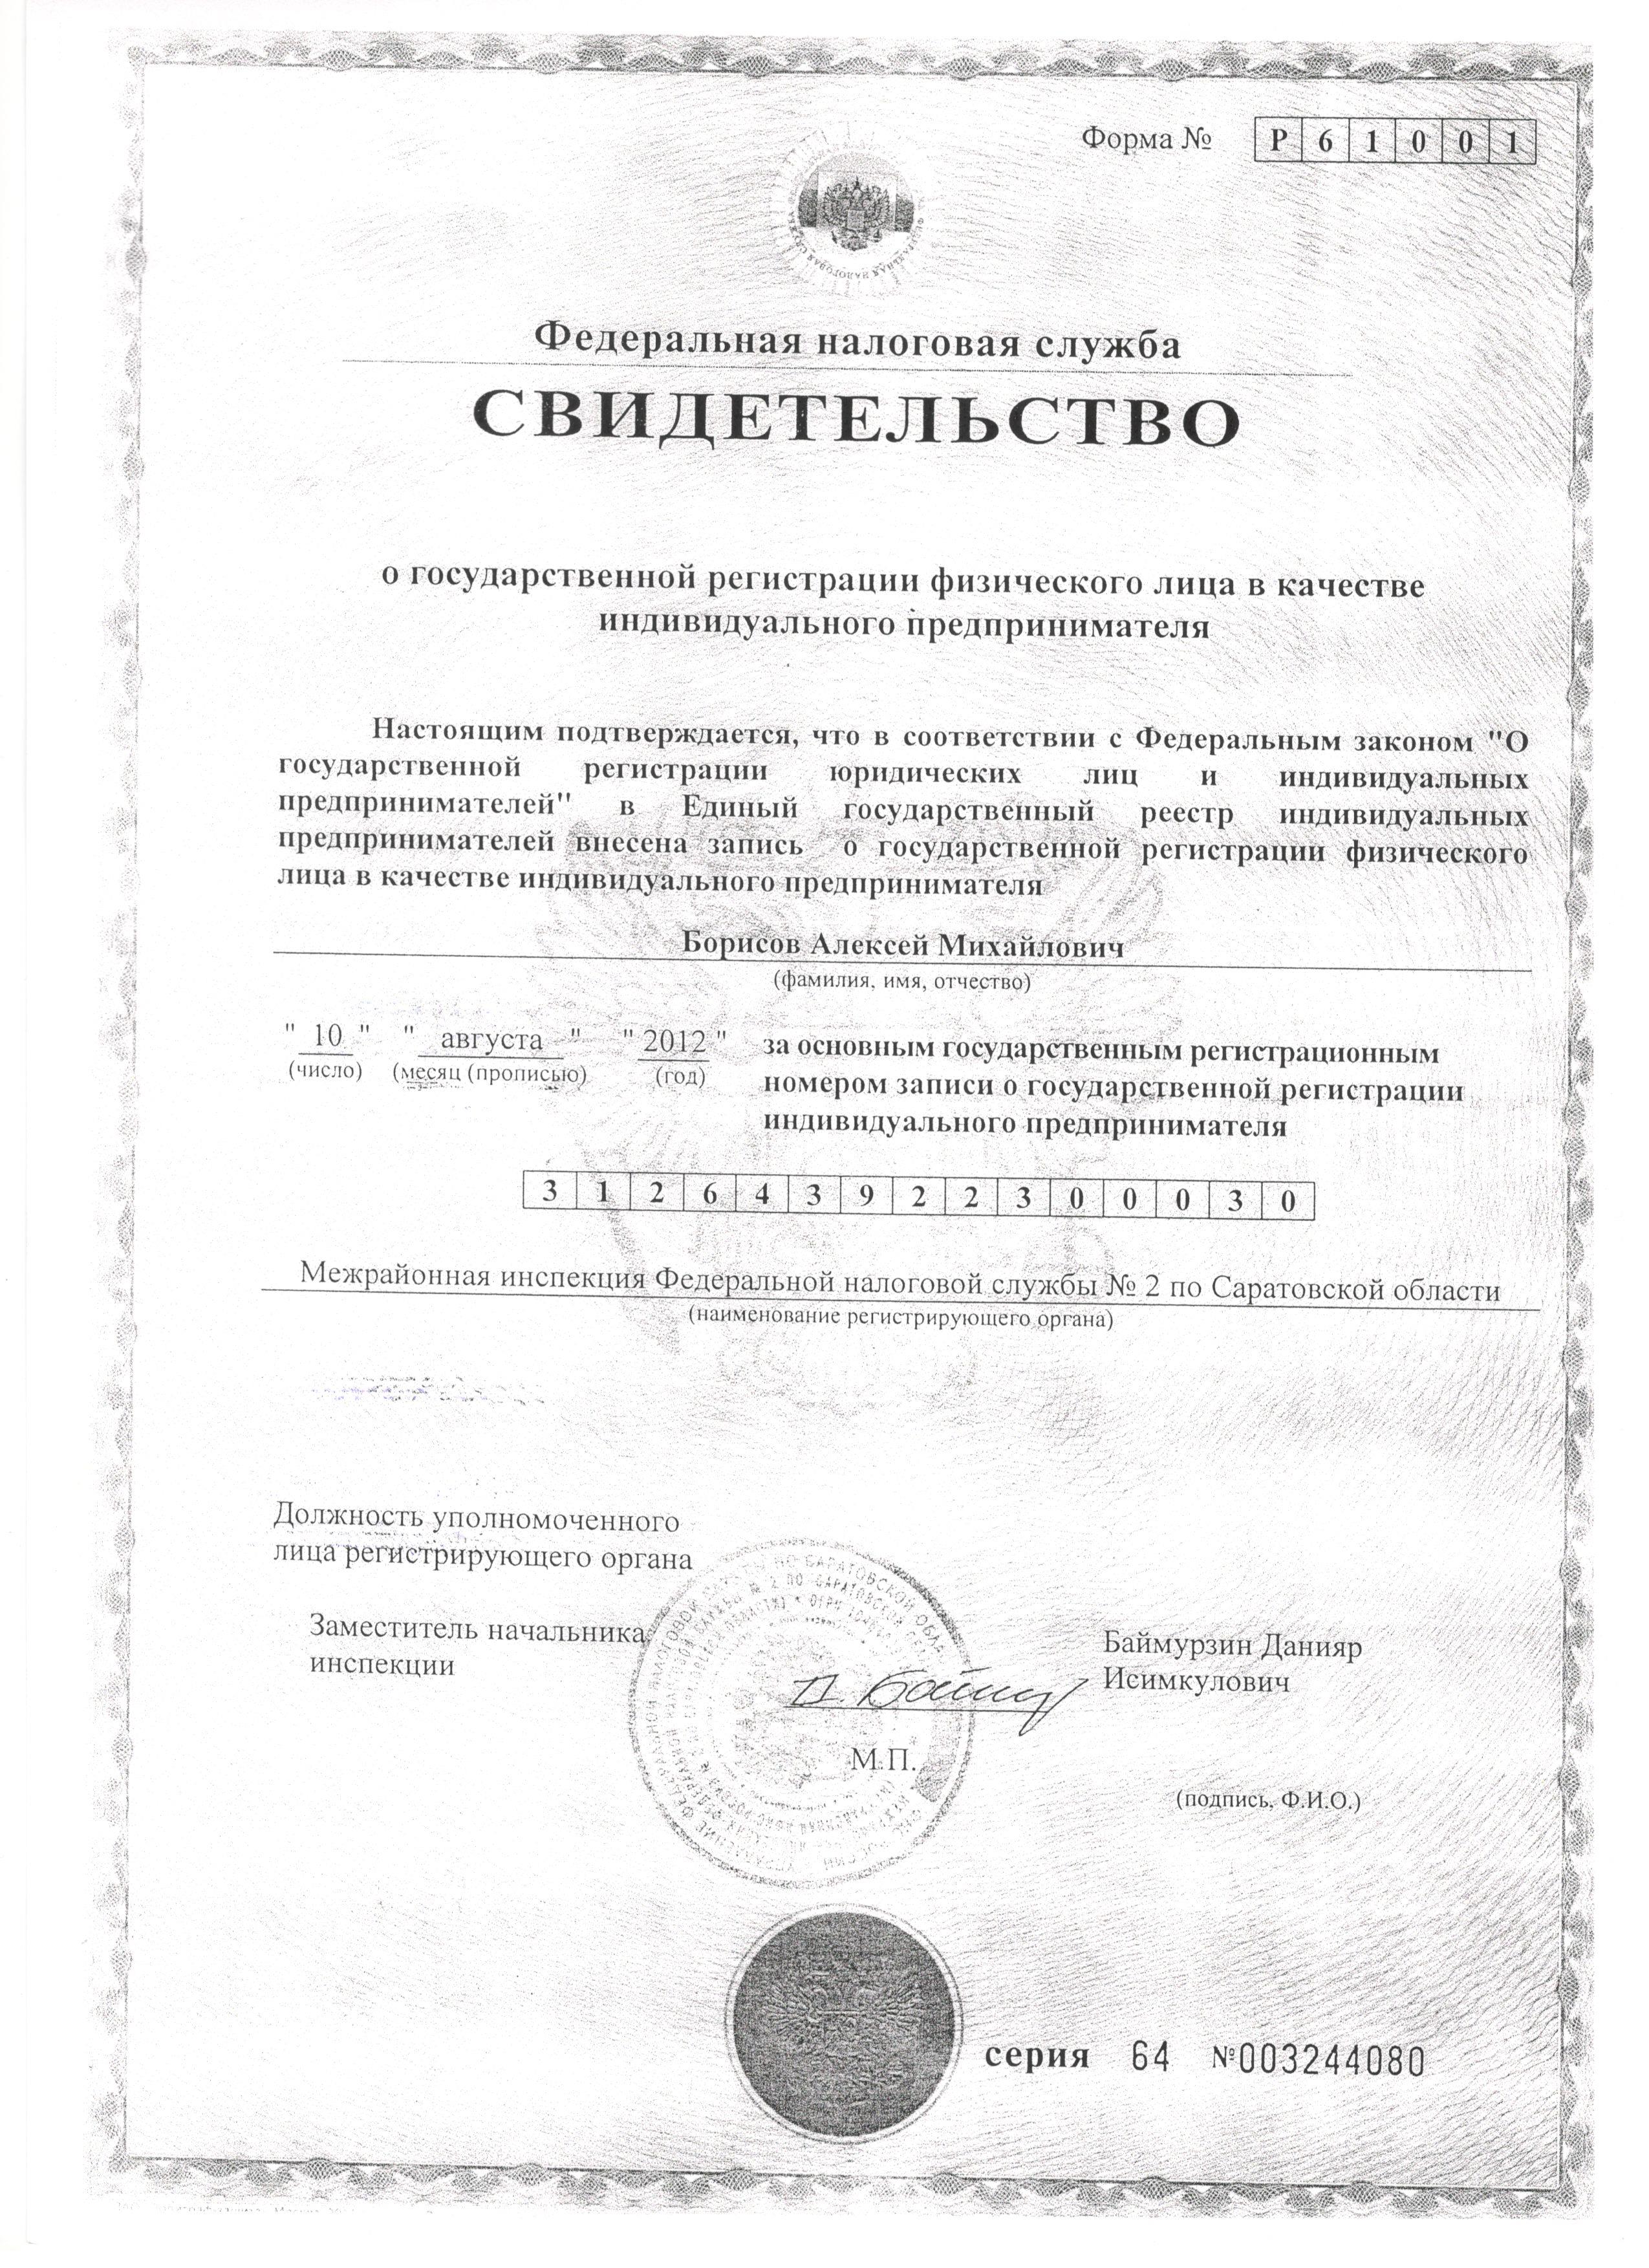 Форма № Р 6 1 0 0 1
ФЕДЕРАЛЬНАЯ НАЛОГОВАЯ СЛУЖБА
Федеральная налоговая служба
СВИДЕТЕЛЬСТВО
о государственной регистрации физического лица в качестве
индивидуального предпринимателя
Настоящим подтверждается, что в соответствии с Федеральным законом "О
государственной регистрации юридических лиц и индивидуальных
предпринимателей" в Единый государственный реестр индивидуальных
предпринимателей внесена запись о государственной регистрации физического
лица в качестве индивидуального предпринимателя
Борисов Алексей Михайлович
(фамилия, имя, отчество)
" 10 " " августа " " 2012 " за основным государственным регистрационным
(число) (месяц (прописью) (год) номером записи о государственной регистрации
индивидуального предпринимателя
3 1 2 6 4 3 9 2 2 3 0 0 0 3 0
Межрайонная инспекция Федеральной налоговой службы № 2 по Саратовской области
(наименование регистрирующего органа)
Должность уполномоченного
лица регистрирующего органа
Заместитель начальника
инспекции
Баймурзин Данияр
Исимкулович
М.П.
(подпись, Ф.И.О.)
серия 64 №003244080